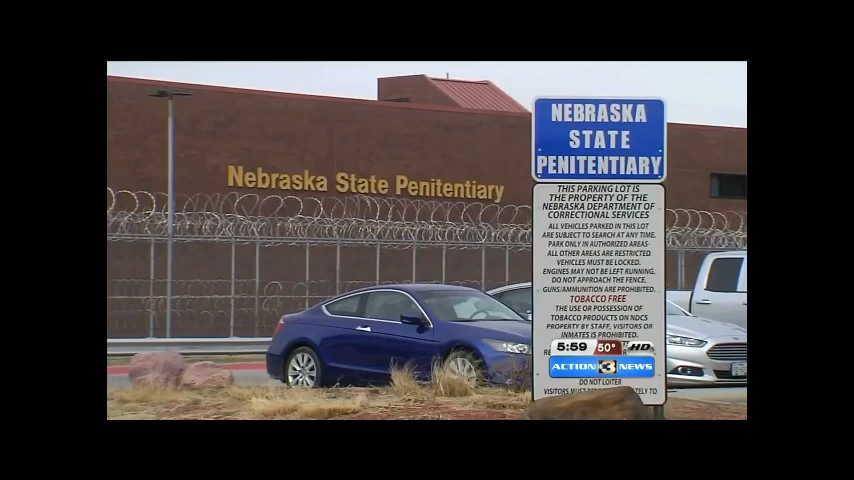 Nebraska State Penitentiary
NEBRASKA
STATE
PENITENTIARY
THIS PARKING LOT IS
THE PROPERTY OF THE
NEBRASKA DEPARTMENT OF
CORRECTIONAL SERVICES
ALL VEHICLES PARKED IN THIS LOT
ARE SUBJECT TO SEARCH AT ANY TIME.
PARK ONLY IN AUTHORIZED AREAS-
ALL OTHER AREAS ARE RESTRICTED.
VEHICLES MUST BE LOCKED.
ENGINES MAY NOT BE LEFT RUNNING.
DO NOT APPROACH THE FENCE.
GUNS/AMMUNITION ARE PROHIBITED.
TOBACCO FREE
THE USE OR POSSESSION OF
TOBACCO PRODUCTS ON NDCS
PROPERTY BY STAFF, VISITORS OR
INMATES IS PROHIBITED.
5:59 50° HD
ACTION 3 NEWS
DO NOT LOITER
VISITORS MUST TO